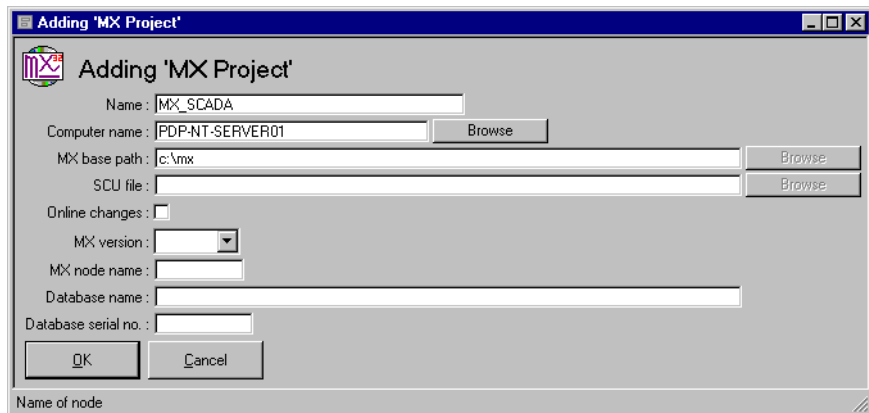 Adding 'MX Project'
MX 32
Adding 'MX Project'
Name : MX_SCADA
Computer name : PDP-NT-SERVER01 Browse
MX base path : c:\mx Browse
SCU file : Browse
Online changes :
MX version :
MX node name :
Database name :
Database serial no. :
OK Cancel
Name of node